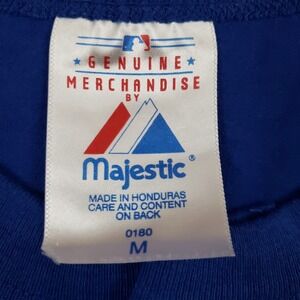 ★ GENUINE ★
MERCHANDISE
BY
Majestic®
MADE IN HONDURAS
CARE AND CONTENT
ON BACK
0180
M